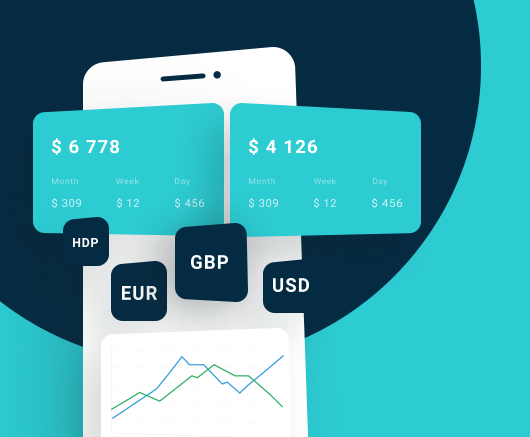 $ 6 778
Month Week Day
$ 309 $ 12 $ 456
$ 4 126
Month Week Day
$ 309 $ 12 $ 456
HDP
EUR
GBP
USD